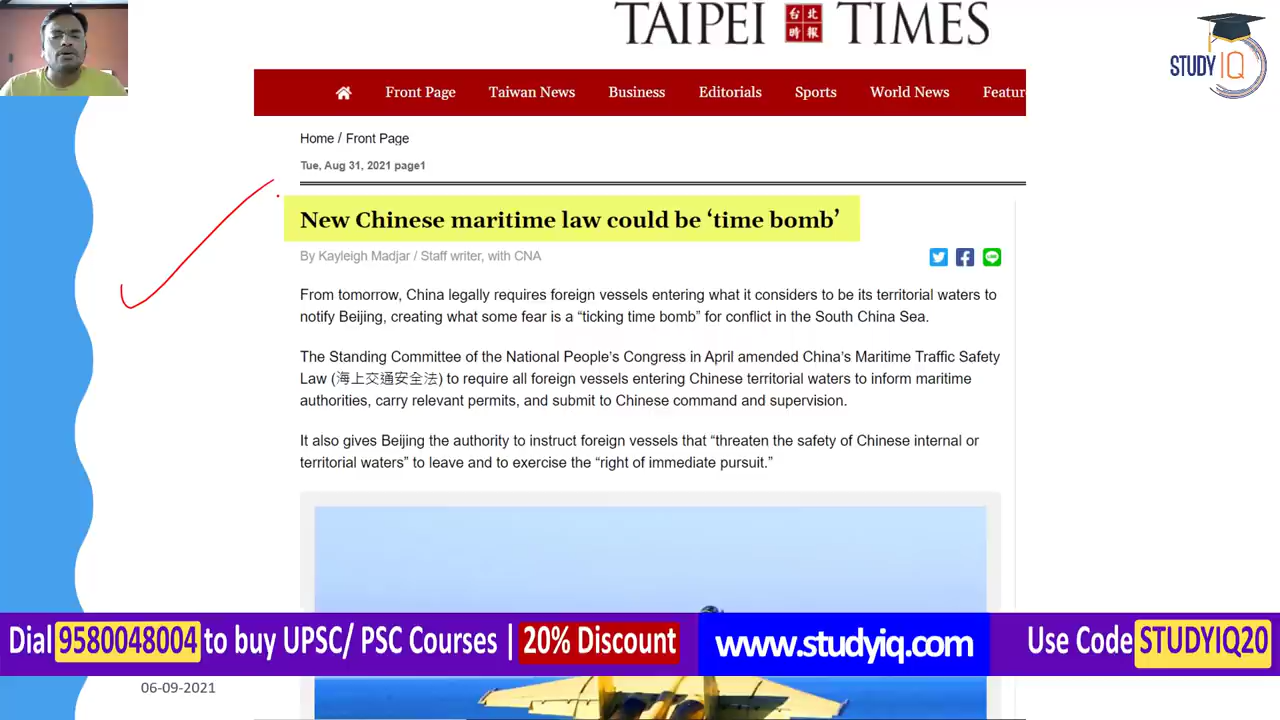 TAIPEI 台北時報 TIMES
STUDY IQ
Front Page Taiwan News Business Editorials Sports World News Featur
Home / Front Page
Tue, Aug 31, 2021 page1
New Chinese maritime law could be ‘time bomb’
By Kayleigh Madjar / Staff writer, with CNA
From tomorrow, China legally requires foreign vessels entering what it considers to be its territorial waters to
notify Beijing, creating what some fear is a “ticking time bomb” for conflict in the South China Sea.
The Standing Committee of the National People’s Congress in April amended China’s Maritime Traffic Safety
Law (海上交通安全法) to require all foreign vessels entering Chinese territorial waters to inform maritime
authorities, carry relevant permits, and submit to Chinese command and supervision.
It also gives Beijing the authority to instruct foreign vessels that “threaten the safety of Chinese internal or
territorial waters” to leave and to exercise the “right of immediate pursuit.”
Dial 9580048004 to buy UPSC/ PSC Courses | 20% Discount www.studyiq.com Use Code STUDYIQ20
06-09-2021